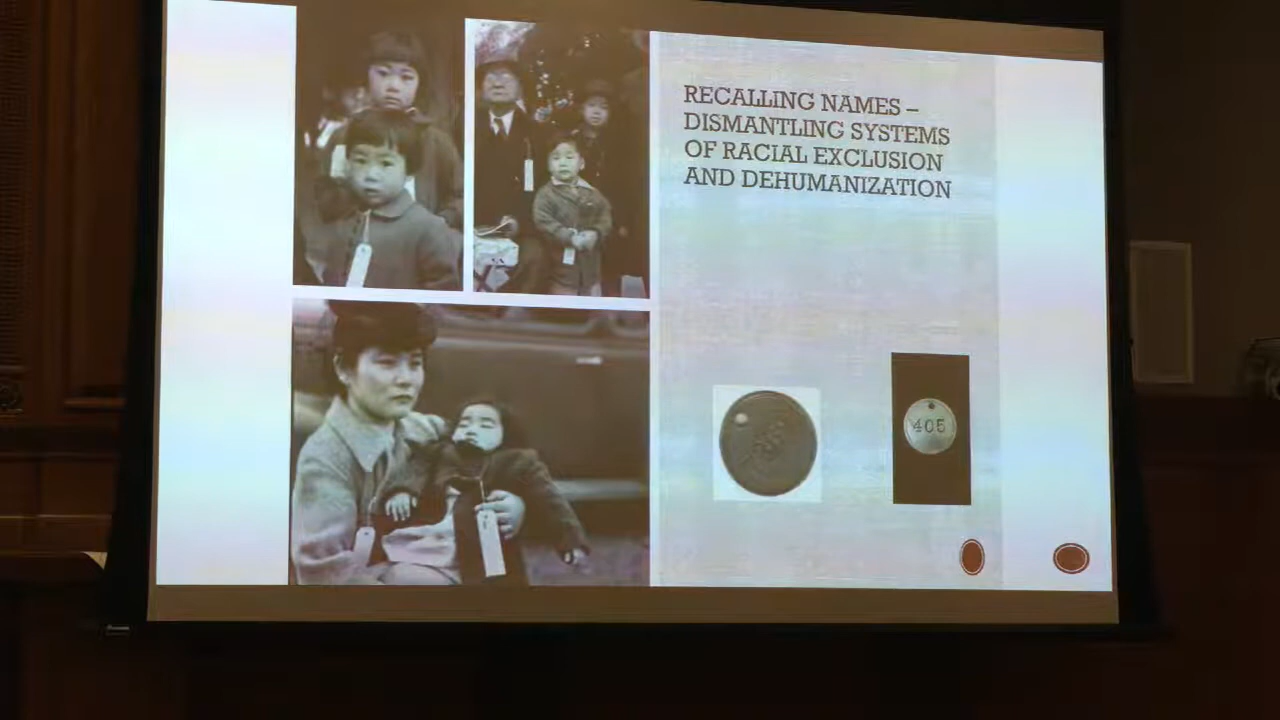 RECALLING NAMES –
DISMANTLING SYSTEMS
OF RACIAL EXCLUSION
AND DEHUMANIZATION
405